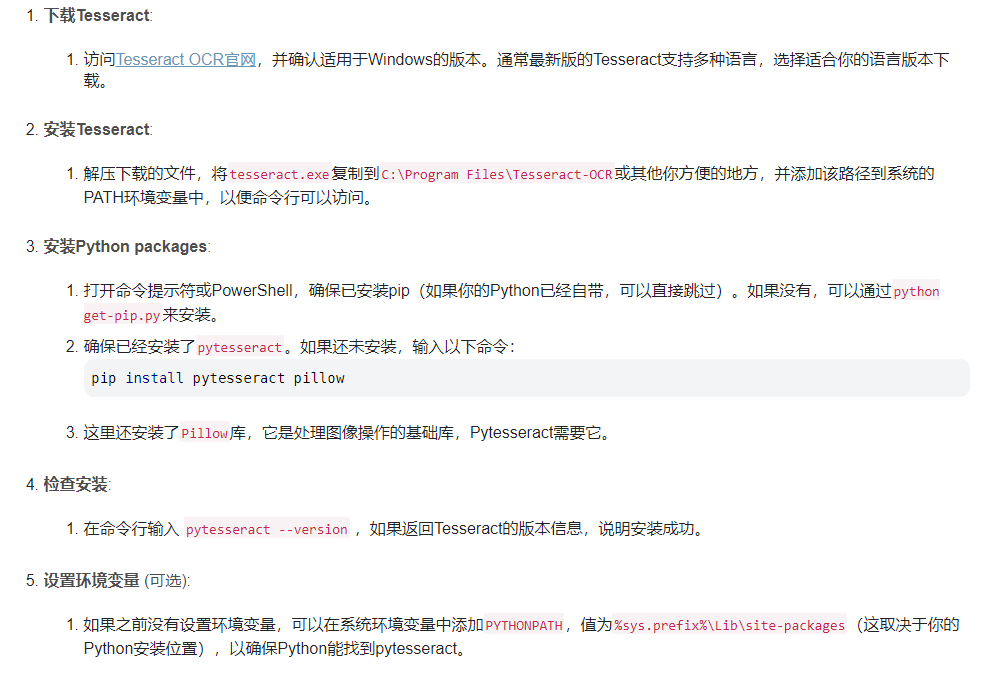 1. 下载Tesseract:
1. 访问Tesseract OCR官网，并确认适用于Windows的版本。通常最新版的Tesseract支持多种语言，选择适合你的语言版本下
载。
2. 安装Tesseract:
1. 解压下载的文件，将tesseract.exe复制到C:\Program Files\Tesseract-OCR或其他你方便的地方，并添加该路径到系统的
PATH环境变量中，以便命令行可以访问。
3. 安装Python packages:
1. 打开命令提示符或PowerShell，确保已安装pip（如果你的Python已经自带，可以直接跳过）。如果没有，可以通过python
get-pip.py来安装。
2. 确保已经安装了pytesseract。如果还未安装，输入以下命令：
pip install pytesseract pillow
3. 这里还安装了Pillow库，它是处理图像操作的基础库，Pytesseract需要它。
4. 检查安装:
1. 在命令行输入 pytesseract --version ，如果返回Tesseract的版本信息，说明安装成功。
5. 设置环境变量 (可选):
1. 如果之前没有设置环境变量，可以在系统环境变量中添加PYTHONPATH，值为%sys.prefix%\Lib\site-packages（这取决于你的
Python安装位置），以确保Python能找到pytesseract。